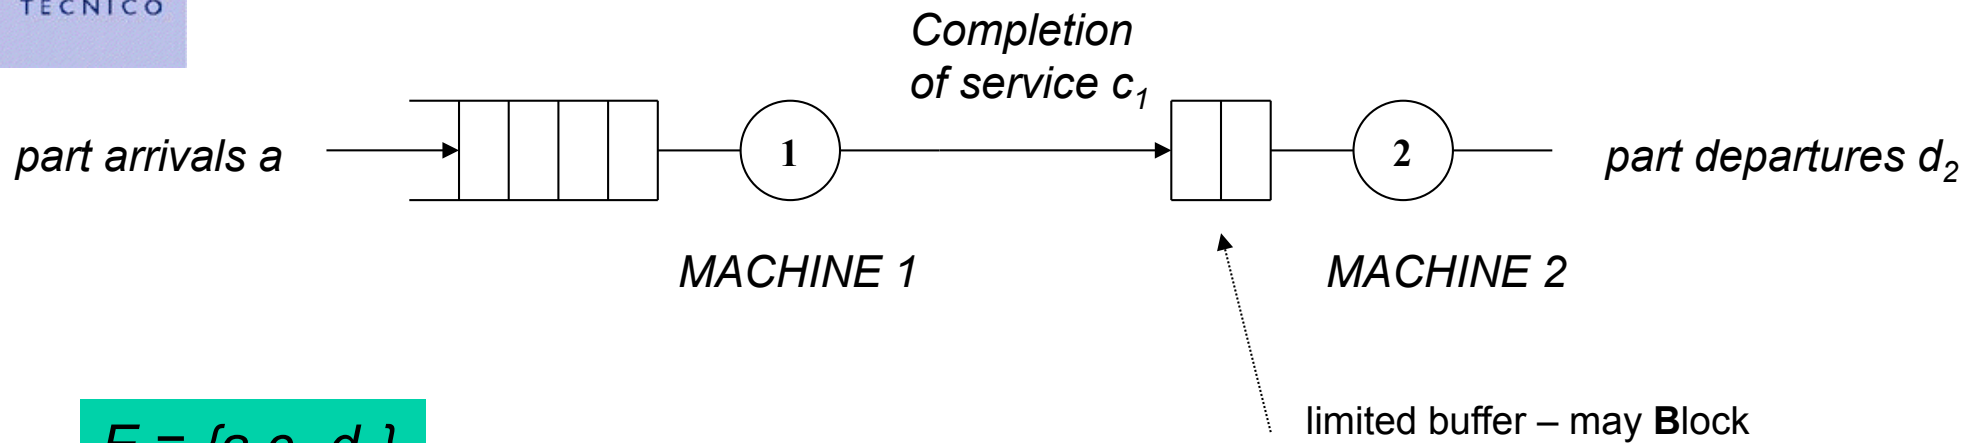 TECNICO
Completion
of service c₁
part arrivals a
1
2
part departures d₂
MACHINE 1
MACHINE 2
limited buffer – may Block